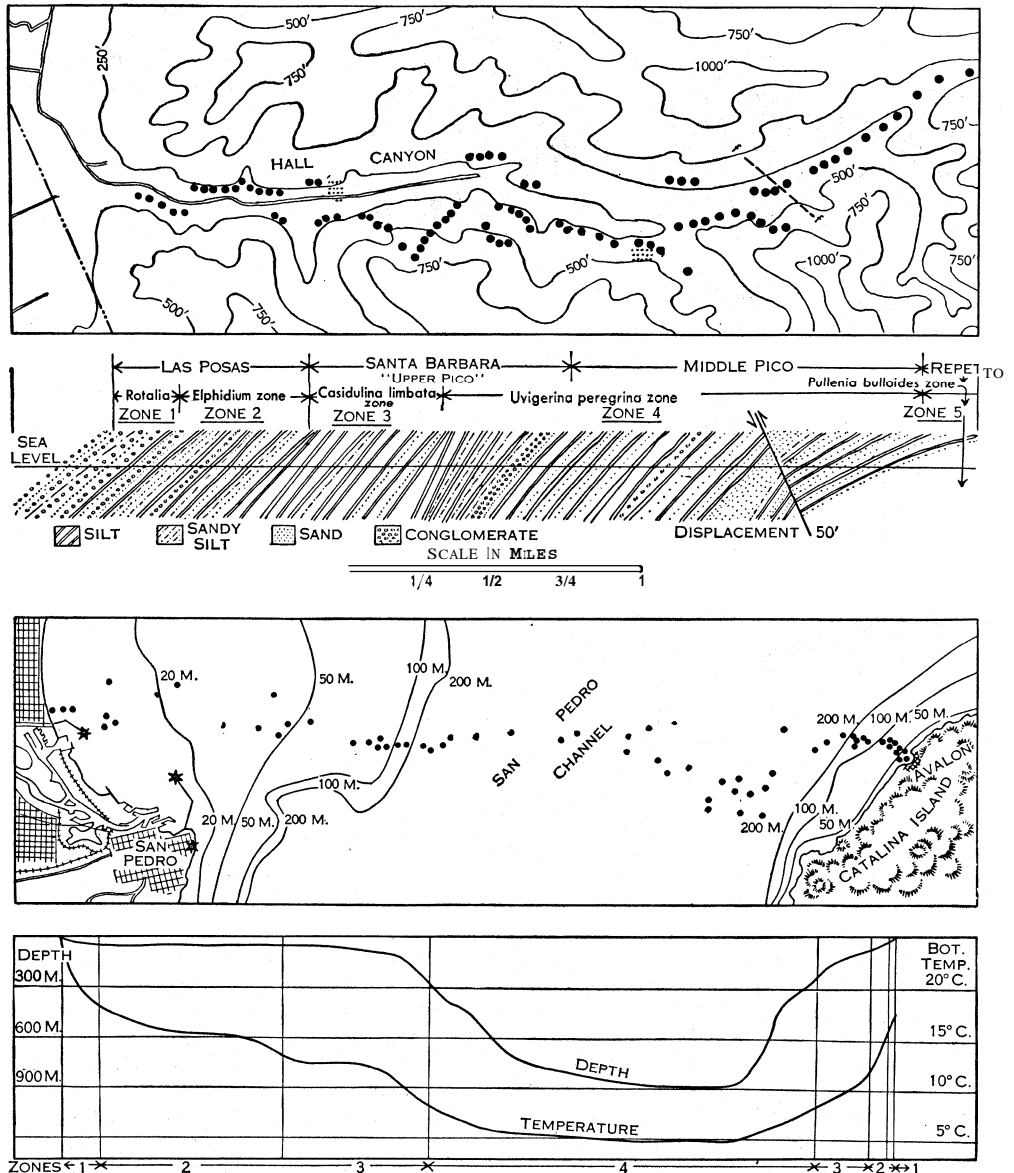 500'
750'
750'
250'
750'
1000'
750'
HALL CANYON
500'
750'
750'
500'
1000'
750'
500'
750'
LAS POSAS SANTA BARBARA MIDDLE PICO REPETTO
"UPPER PICO" Pullenia bulloides zone
Rotalia Elphidium zone Casidulina limbata zone Uvigerina peregrina zone
ZONE 1 ZONE 2 ZONE 3 ZONE 4 ZONE 5
SEA
LEVEL
SILT SANDY SILT SAND CONGLOMERATE DISPLACEMENT 50'
SCALE IN MILES
1/4 1/2 3/4 1
20 M. 50 M. 100 M. 200 M.
SAN PEDRO CHANNEL
200 M. 100 M. 50 M.
100 M.
20 M. 50 M. 200 M.
200 M. 100 M. 50 M.
AVALON
CATALINA ISLAND
SAN
PEDRO
DEPTH BOT. TEMP.
300 M. 20° C.
600 M. 15° C.
DEPTH
900 M. 10° C.
TEMPERATURE 5° C.
ZONES 1 2 3 4 3 2 1